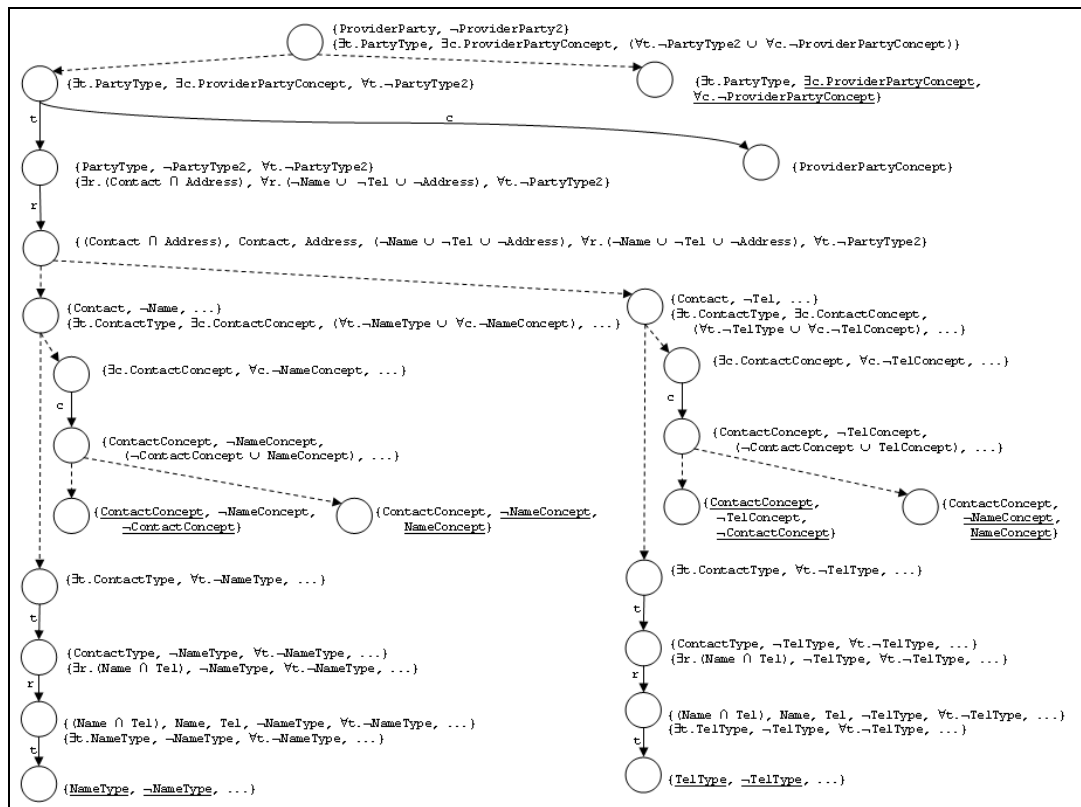 {ProviderParty, ¬ProviderParty2}
{∃t.PartyType, ∃c.ProviderPartyConcept, (∀t.¬PartyType2 ∪ ∀c.¬ProviderPartyConcept)}
{∃t.PartyType, ∃c.ProviderPartyConcept, ∀t.¬PartyType2}
{∃t.PartyType, ∃c.ProviderPartyConcept,
∀c.¬ProviderPartyConcept}
t
c
{PartyType, ¬PartyType2, ∀t.¬PartyType2}
{∃r.(Contact ∩ Address), ∀r.(¬Name ∪ ¬Tel ∪ ¬Address), ∀t.¬PartyType2}
{ProviderPartyConcept}
r
{(Contact ∩ Address), Contact, Address, (¬Name ∪ ¬Tel ∪ ¬Address), ∀r.(¬Name ∪ ¬Tel ∪ ¬Address), ∀t.¬PartyType2}
{Contact, ¬Name, ...}
{∃t.ContactType, ∃c.ContactConcept, (∀t.¬NameType ∪ ∀c.¬NameConcept), ...}
{Contact, ¬Tel, ...}
{∃t.ContactType, ∃c.ContactConcept,
(∀t.¬TelType ∪ ∀c.¬TelConcept), ...}
{∃c.ContactConcept, ∀c.¬NameConcept, ...}
{∃c.ContactConcept, ∀c.¬TelConcept, ...}
c
c
{ContactConcept, ¬NameConcept,
(¬ContactConcept ∪ NameConcept), ...}
{ContactConcept, ¬TelConcept,
(¬ContactConcept ∪ TelConcept), ...}
{ContactConcept, ¬NameConcept,
¬ContactConcept}
{ContactConcept, ¬NameConcept,
NameConcept}
{ContactConcept,
¬TelConcept,
¬ContactConcept}
{ContactConcept,
¬NameConcept,
NameConcept}
{∃t.ContactType, ∀t.¬NameType, ...}
{∃t.ContactType, ∀t.¬TelType, ...}
t
t
{ContactType, ¬NameType, ∀t.¬NameType, ...}
{∃r.(Name ∩ Tel), ¬NameType, ∀t.¬NameType, ...}
{ContactType, ¬TelType, ∀t.¬TelType, ...}
{∃r.(Name ∩ Tel), ¬TelType, ∀t.¬TelType, ...}
r
r
{(Name ∩ Tel), Name, Tel, ¬NameType, ∀t.¬NameType, ...}
{∃t.NameType, ¬NameType, ∀t.¬NameType, ...}
{(Name ∩ Tel), Name, Tel, ¬TelType, ∀t.¬TelType, ...}
{∃t.TelType, ¬TelType, ∀t.¬TelType, ...}
t
t
{NameType, ¬NameType, ...}
{TelType, ¬TelType, ...}